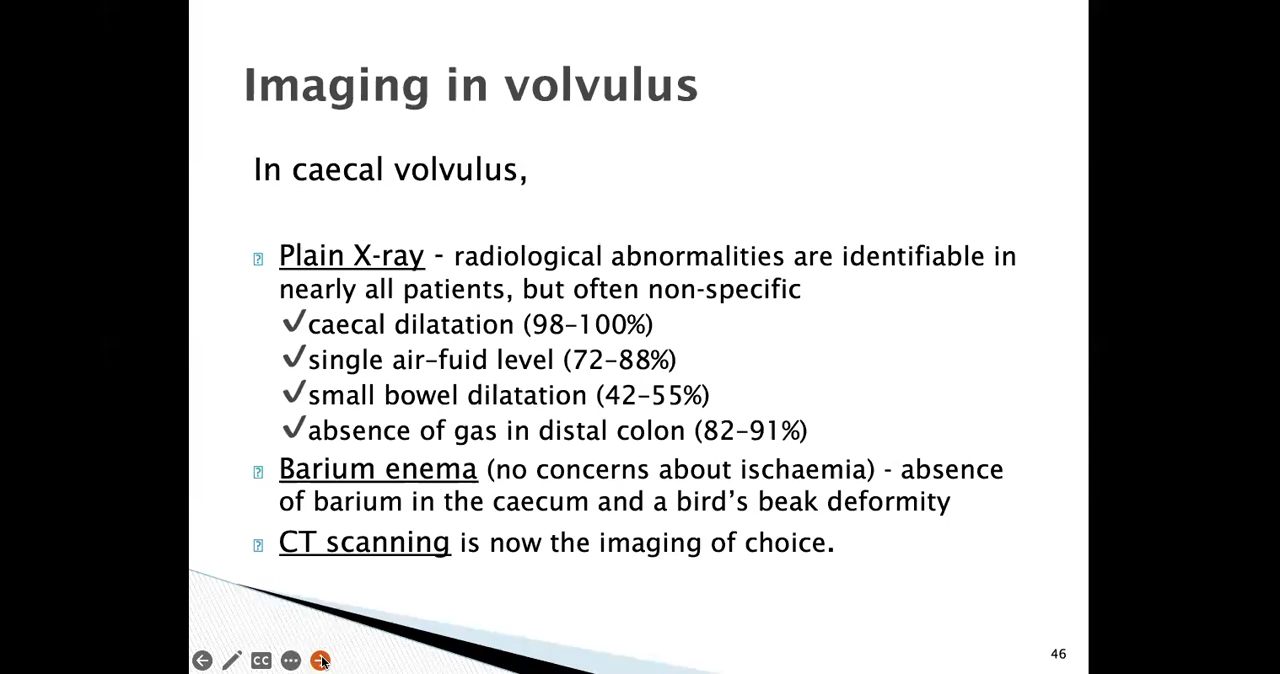 Imaging in volvulus
In caecal volvulus,
Plain X-ray - radiological abnormalities are identifiable in
nearly all patients, but often non-specific
✓caecal dilatation (98–100%)
✓single air–fuid level (72–88%)
✓small bowel dilatation (42–55%)
✓absence of gas in distal colon (82–91%)
Barium enema (no concerns about ischaemia) - absence
of barium in the caecum and a bird’s beak deformity
CT scanning is now the imaging of choice.
CC
46